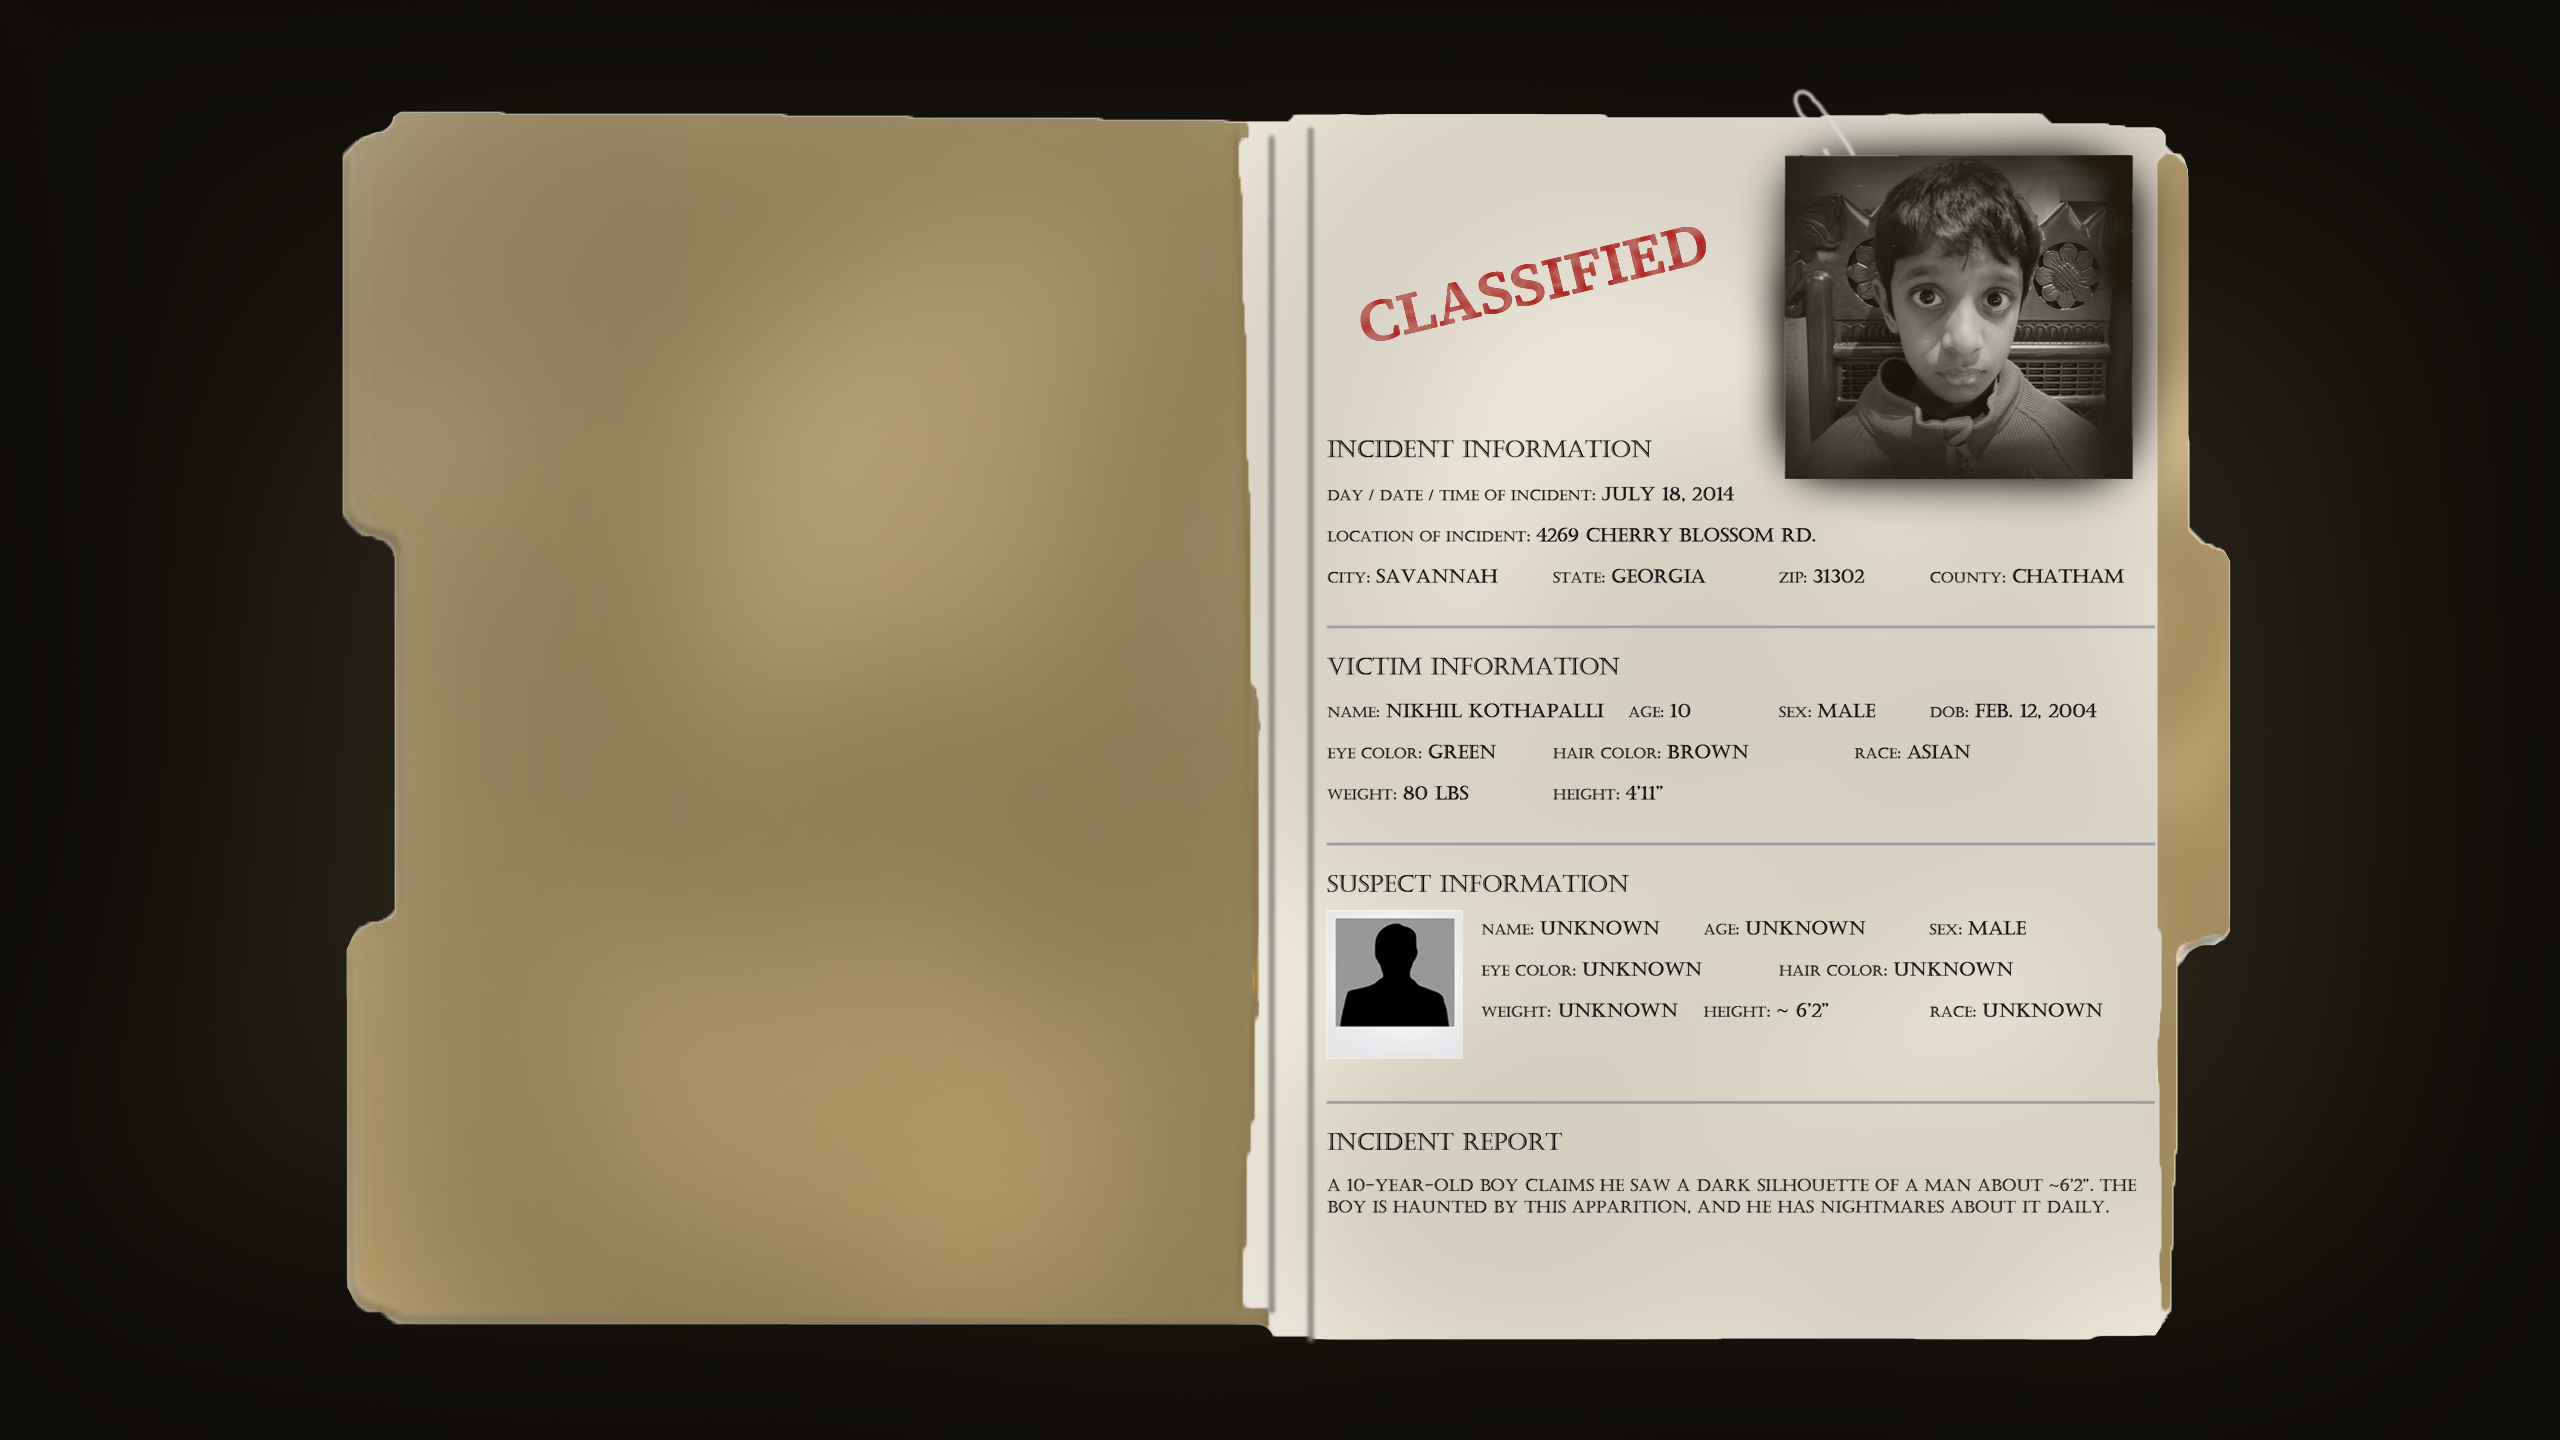 CLASSIFIED
INCIDENT INFORMATION
DAY / DATE / TIME OF INCIDENT: JULY 18, 2014
LOCATION OF INCIDENT: 4269 CHERRY BLOSSOM RD.
CITY: SAVANNAH STATE: GEORGIA ZIP: 31302 COUNTY: CHATHAM
VICTIM INFORMATION
NAME: NIKHIL KOTHAPALLI AGE: 10 SEX: MALE DOB: FEB. 12, 2004
EYE COLOR: GREEN HAIR COLOR: BROWN RACE: ASIAN
WEIGHT: 80 LBS HEIGHT: 4'11"
SUSPECT INFORMATION
NAME: UNKNOWN AGE: UNKNOWN SEX: MALE
EYE COLOR: UNKNOWN HAIR COLOR: UNKNOWN
WEIGHT: UNKNOWN HEIGHT: ~ 6'2" RACE: UNKNOWN
INCIDENT REPORT
A 10-YEAR-OLD BOY CLAIMS HE SAW A DARK SILHOUETTE OF A MAN ABOUT ~6'2". THE
BOY IS HAUNTED BY THIS APPARITION, AND HE HAS NIGHTMARES ABOUT IT DAILY.